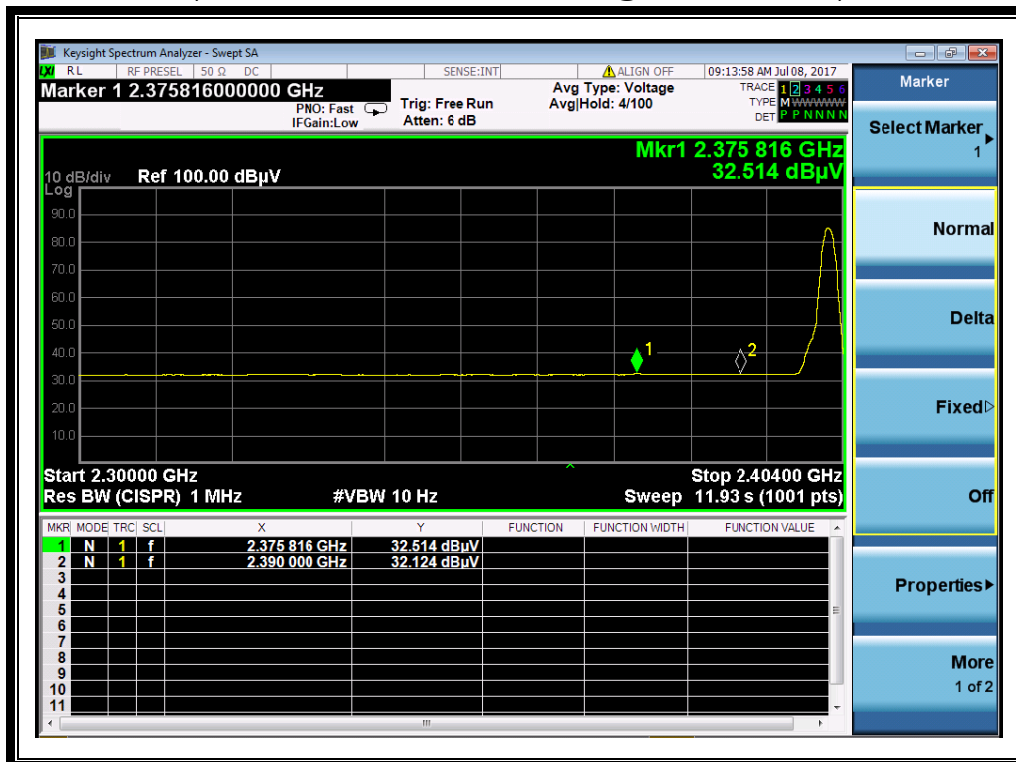 Keysight Spectrum Analyzer - Swept SA
LXI RL RF PRESEL 50 Ω DC SENSE:INT ALIGN OFF 09:13:58 AM Jul 08, 2017
Marker 1 2.375816000000 GHz
PNO: Fast
IFGain:Low
Trig: Free Run
Atten: 6 dB
Avg Type: Voltage
Avg|Hold: 4/100
TRACE 1 2 3 4 5 6
TYPE M WWWWW
DET P P N N N N
Mkr1 2.375 816 GHz
32.514 dBµV
10 dB/div Ref 100.00 dBµV
Log
90.0
80.0
70.0
60.0
50.0
40.0
30.0
20.0
10.0
1
2
Start 2.30000 GHz Stop 2.40400 GHz
Res BW (CISPR) 1 MHz #VBW 10 Hz Sweep 11.93 s (1001 pts)
MKR MODE TRC SCL X Y FUNCTION FUNCTION WIDTH FUNCTION VALUE
1 N 1 f 2.375 816 GHz 32.514 dBµV
2 N 1 f 2.390 000 GHz 32.124 dBµV
3
4
5
6
7
8
9
10
11
Marker
Select Marker
1
Normal
Delta
Fixed
Off
Properties
More
1 of 2